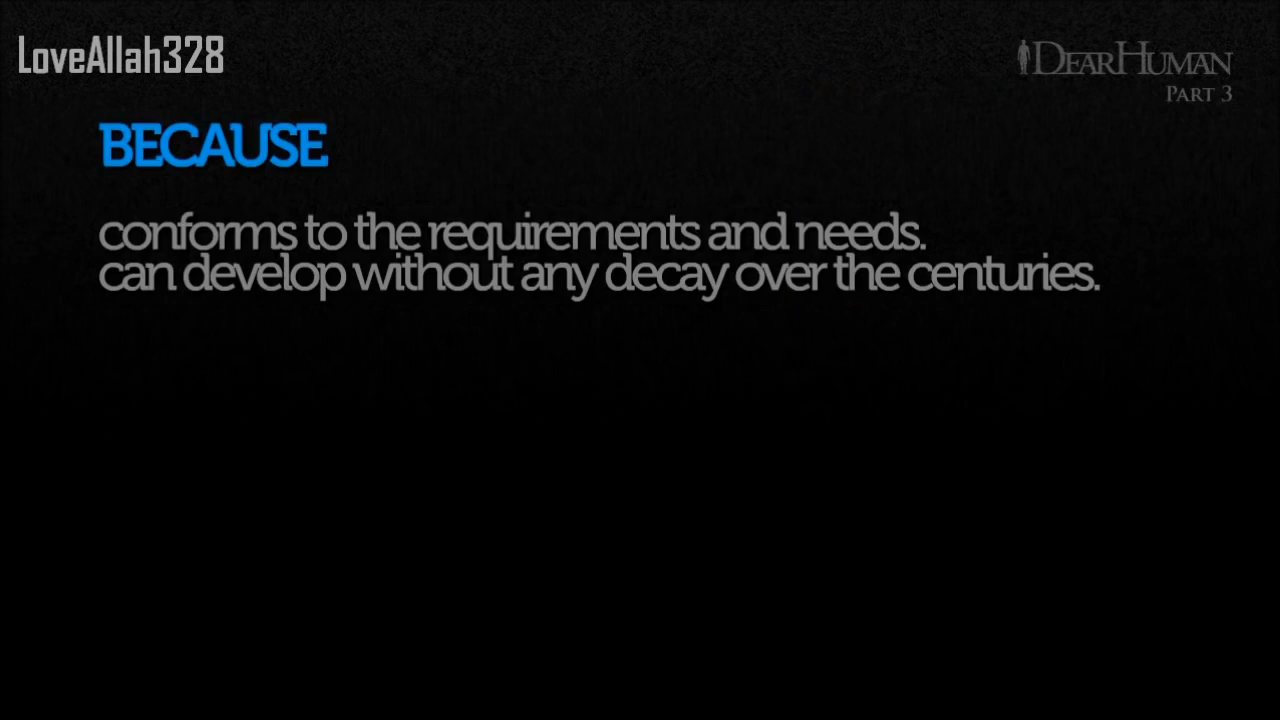 LoveAllah328
DEARHUMAN
PART 3
BECAUSE
conforms to the requirements and needs.
can develop without any decay over the centuries.